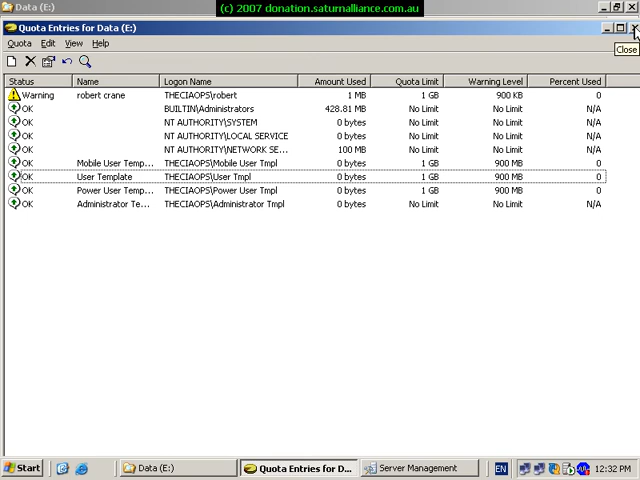 Data (E:)
(c) 2007 donation.saturnalliance.com.au
Quota Entries for Data (E:)
Quota Edit View Help
Close
Status Name Logon Name Amount Used Quota Limit Warning Level Percent Used
Warning robert crane THECIAOPS\robert 1 MB 1 GB 900 KB 0
OK BUILTIN\Administrators 428.81 MB No Limit No Limit N/A
OK NT AUTHORITY\SYSTEM 0 bytes No Limit No Limit N/A
OK NT AUTHORITY\LOCAL SERVICE 0 bytes No Limit No Limit N/A
OK NT AUTHORITY\NETWORK SE... 100 MB No Limit No Limit N/A
OK Mobile User Temp... THECIAOPS\Mobile User Tmpl 0 bytes 1 GB 900 MB 0
OK User Template THECIAOPS\User Tmpl 0 bytes 1 GB 900 MB 0
OK Power User Temp... THECIAOPS\Power User Tmpl 0 bytes 1 GB 900 MB 0
OK Administrator Te... THECIAOPS\Administrator Tmpl 0 bytes No Limit No Limit N/A
Start Data (E:) Quota Entries for D... Server Management EN 12:32 PM